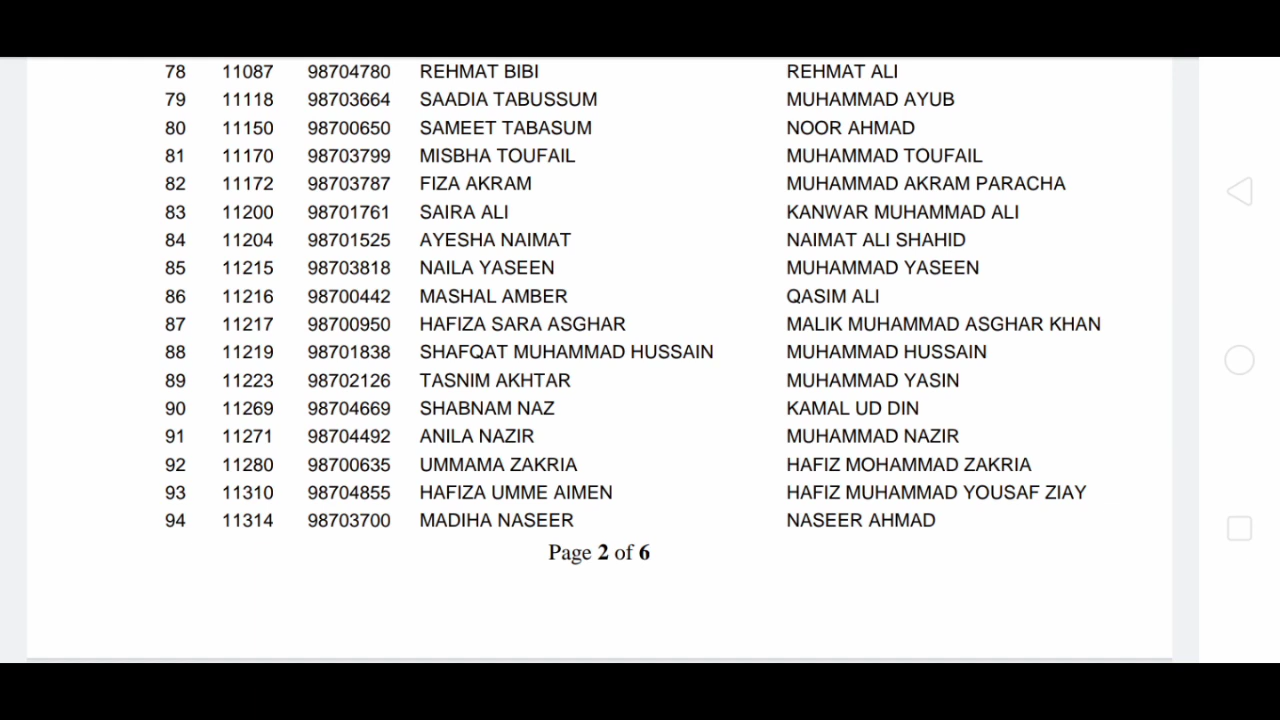 78 11087 98704780 REHMAT BIBI REHMAT ALI
79 11118 98703664 SAADIA TABUSSUM MUHAMMAD AYUB
80 11150 98700650 SAMEET TABASUM NOOR AHMAD
81 11170 98703799 MISBHA TOUFAIL MUHAMMAD TOUFAIL
82 11172 98703787 FIZA AKRAM MUHAMMAD AKRAM PARACHA
83 11200 98701761 SAIRA ALI KANWAR MUHAMMAD ALI
84 11204 98701525 AYESHA NAIMAT NAIMAT ALI SHAHID
85 11215 98703818 NAILA YASEEN MUHAMMAD YASEEN
86 11216 98700442 MASHAL AMBER QASIM ALI
87 11217 98700950 HAFIZA SARA ASGHAR MALIK MUHAMMAD ASGHAR KHAN
88 11219 98701838 SHAFQAT MUHAMMAD HUSSAIN MUHAMMAD HUSSAIN
89 11223 98702126 TASNIM AKHTAR MUHAMMAD YASIN
90 11269 98704669 SHABNAM NAZ KAMAL UD DIN
91 11271 98704492 ANILA NAZIR MUHAMMAD NAZIR
92 11280 98700635 UMMAMA ZAKRIA HAFIZ MOHAMMAD ZAKRIA
93 11310 98704855 HAFIZA UMME AIMEN HAFIZ MUHAMMAD YOUSAF ZIAY
94 11314 98703700 MADIHA NASEER NASEER AHMAD
Page 2 of 6